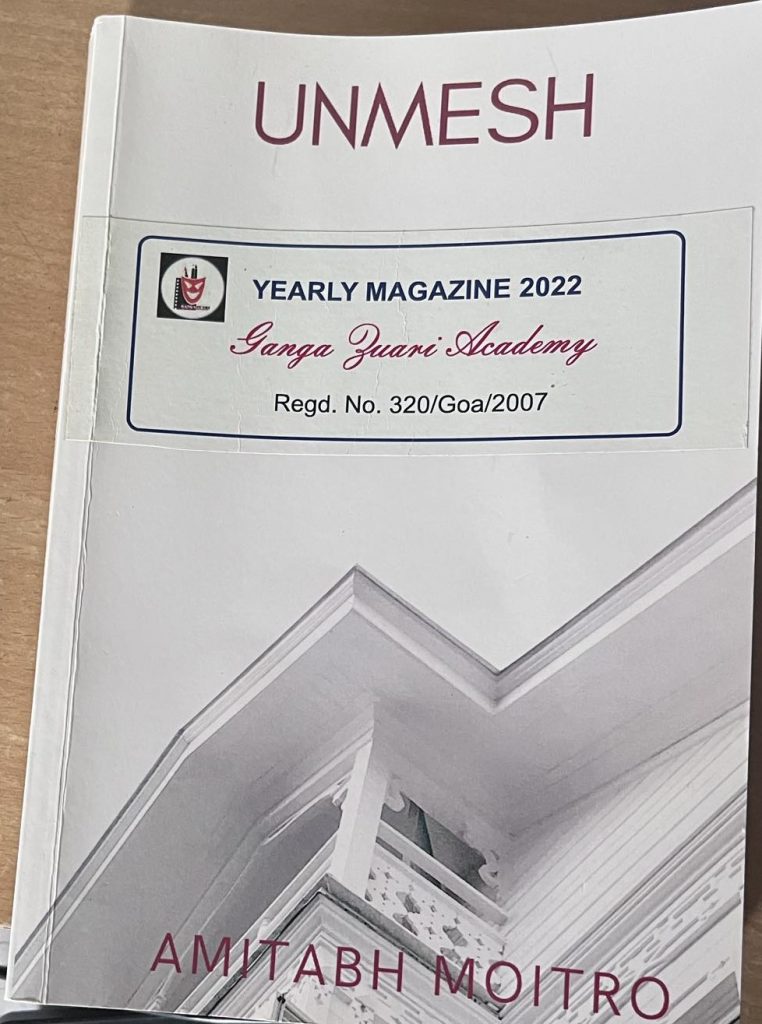 UNMESH
YEARLY MAGAZINE 2022
Ganga Zuari Academy
Regd. No. 320/Goa/2007
AMITABH MOITRO